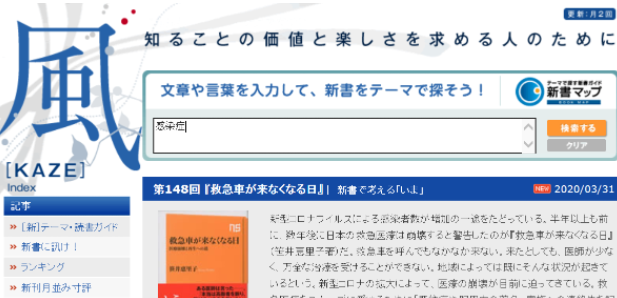 更新:月2回
風
知ることの価値と楽しさを求める人のために
文章や言葉を入力して、新書をテーマで探そう!
テーマで探す新書ガイド
新書マップ
BOOK MAP
感染症
検索する
クリア
[KAZE]
Index
記事
» [新]テーマ・読書ガイド
» 新書に訊け!
» ランキング
» 新刊月並み寸評
第148回『救急車が来なくなる日』| 新書で考える「いま」
NEW 2020/03/31
救急車が来なくなる日
笹井恵里子
新型コロナウイルスによる感染者数が増加の一途をたどっている。半年以上も前
に、数年後に日本の救急医療は崩壊すると警告したのが『救急車が来なくなる日』
(笹井恵里子著)だ。救急車を呼んでもなかなか来ない。来たとしても、医師が少な
く、万全な治療を受けることができない。地域によっては既にそんな状況が起きて
いるという。新型コロナの拡大によって、医療の崩壊が目前に迫ってきている。救